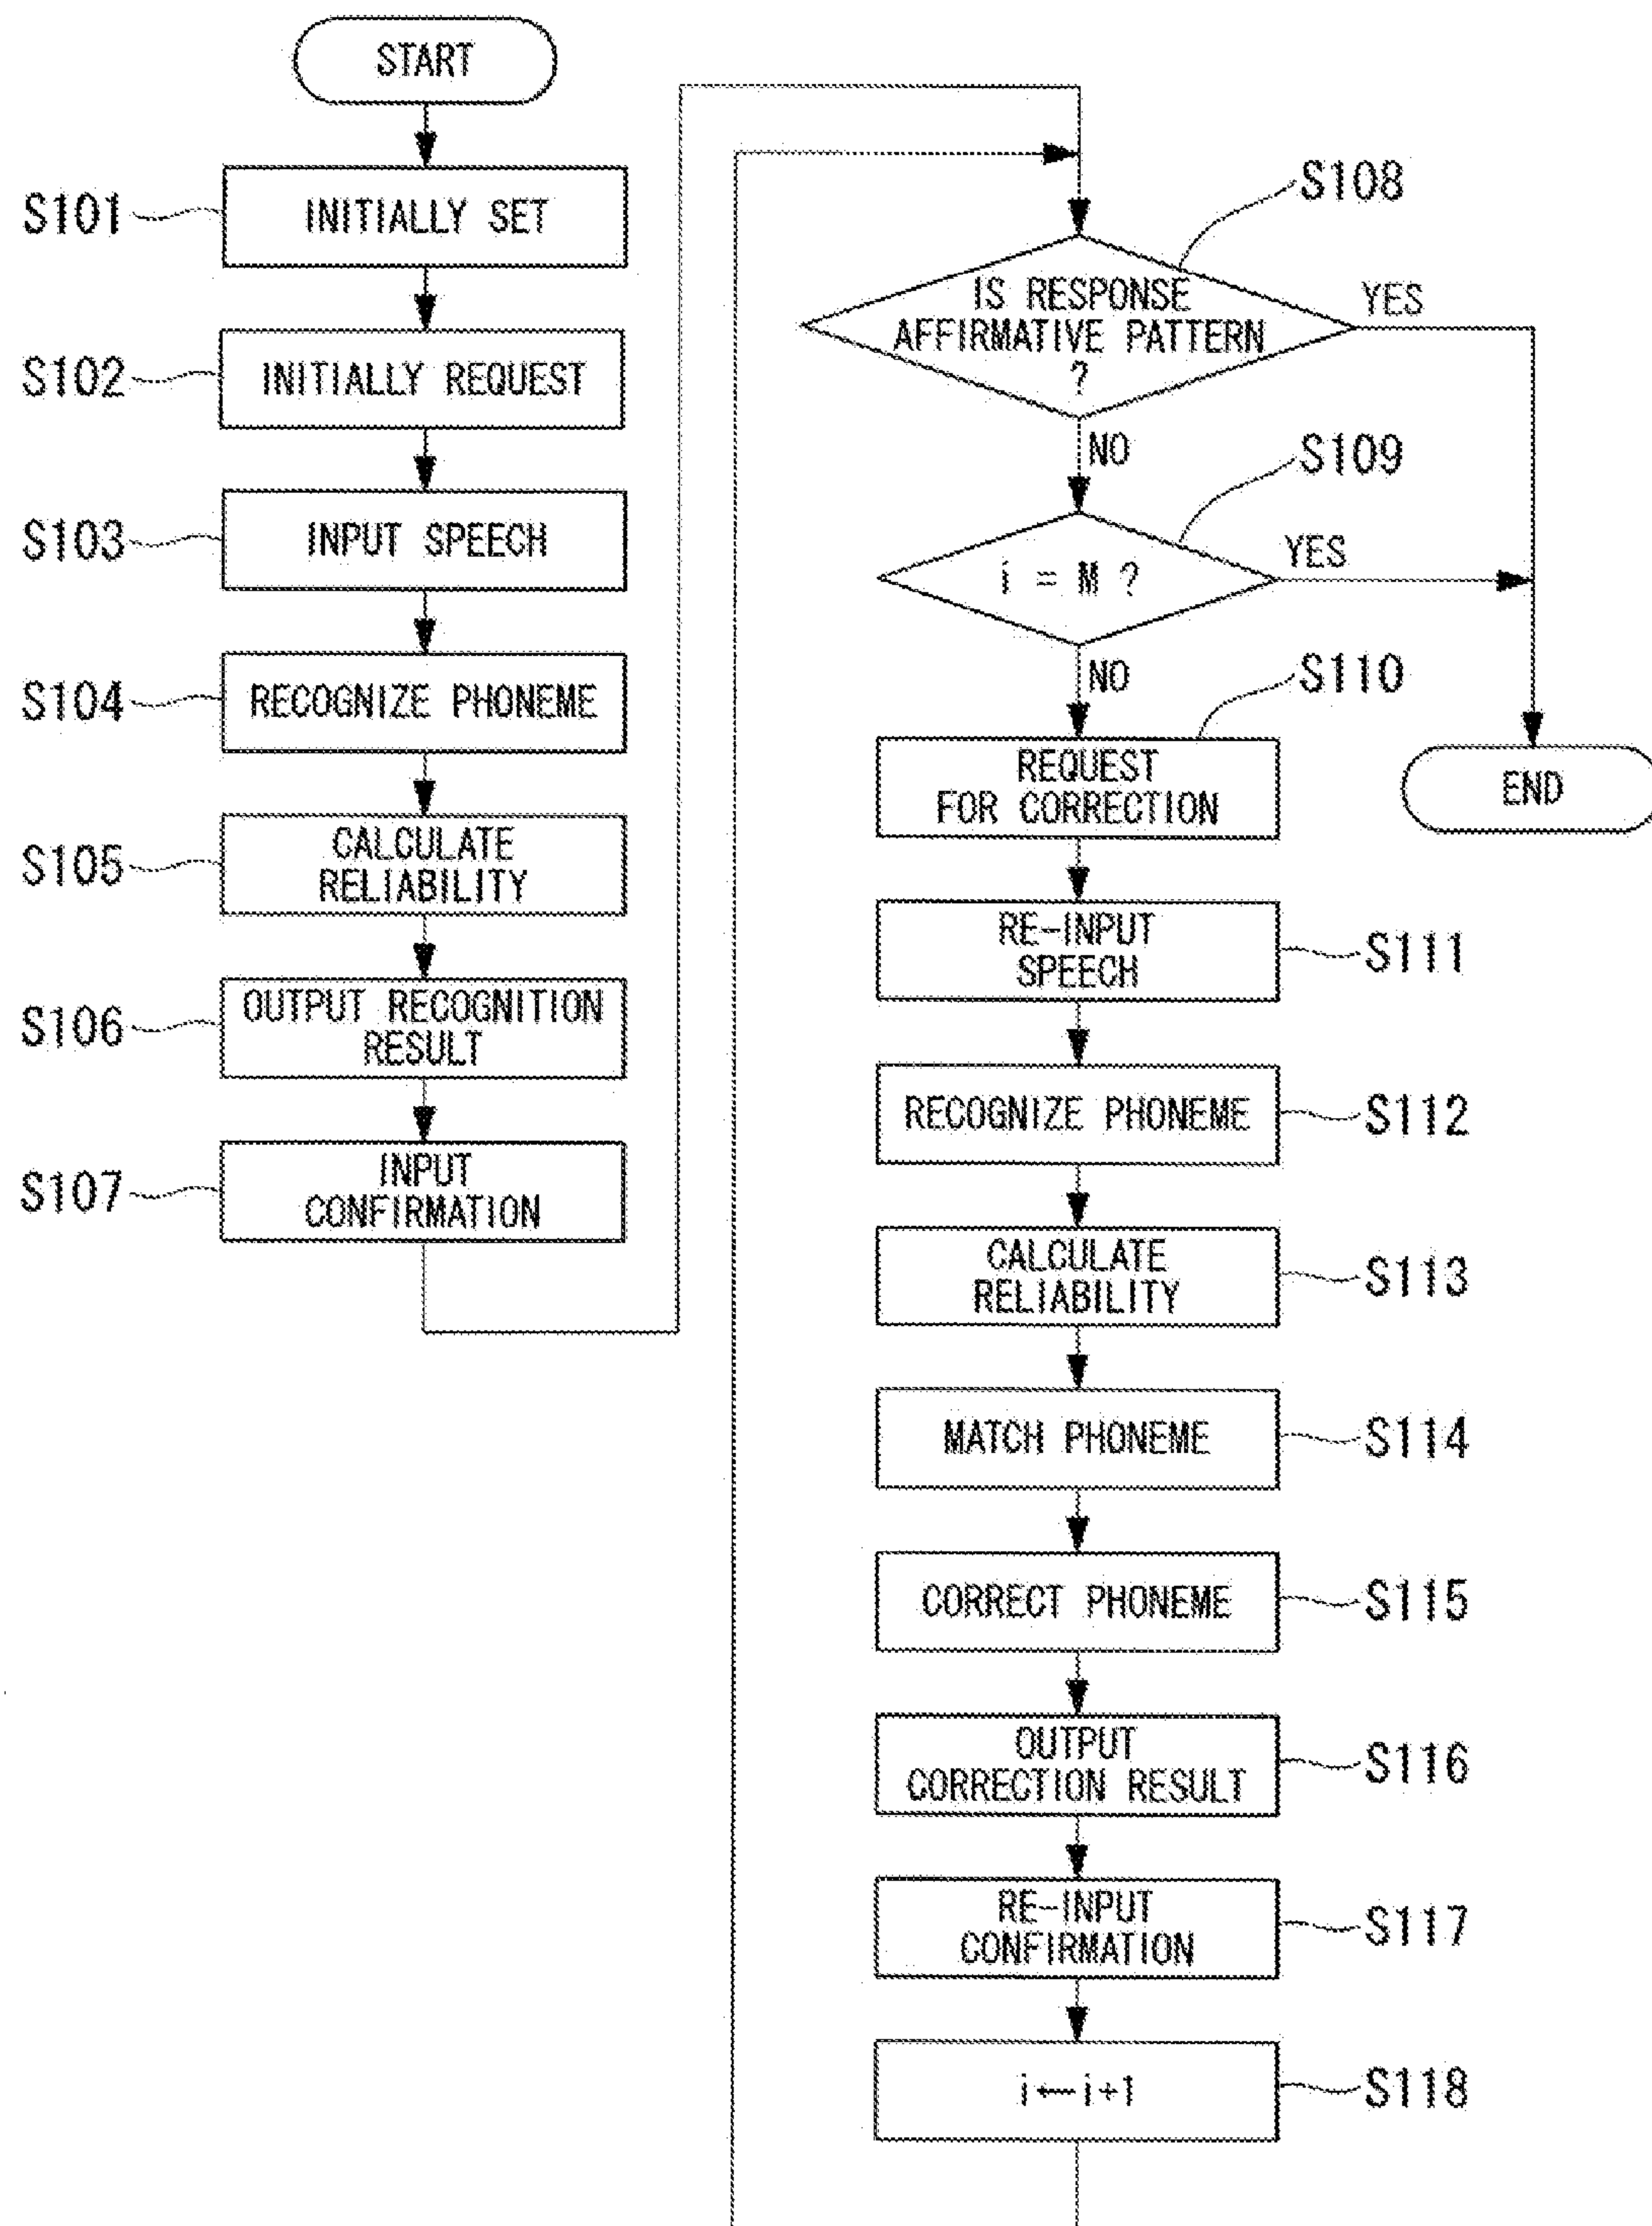 START
S101
INITIALLY SET
S102
INITIALLY REQUEST
S103
INPUT SPEECH
S104
RECOGNIZE PHONEME
S105
CALCULATE
RELIABILITY
S106
OUTPUT RECOGNITION
RESULT
S107
INPUT
CONFIRMATION
S108
IS RESPONSE
AFFIRMATIVE PATTERN
?
YES
NO
S109
i = M ?
YES
NO
S110
REQUEST
FOR CORRECTION
END
RE-INPUT
SPEECH
S111
RECOGNIZE PHONEME
S112
CALCULATE
RELIABILITY
S113
MATCH PHONEME
S114
CORRECT PHONEME
S115
OUTPUT
CORRECTION RESULT
S116
RE-INPUT
CONFIRMATION
S117
i←i+1
S118